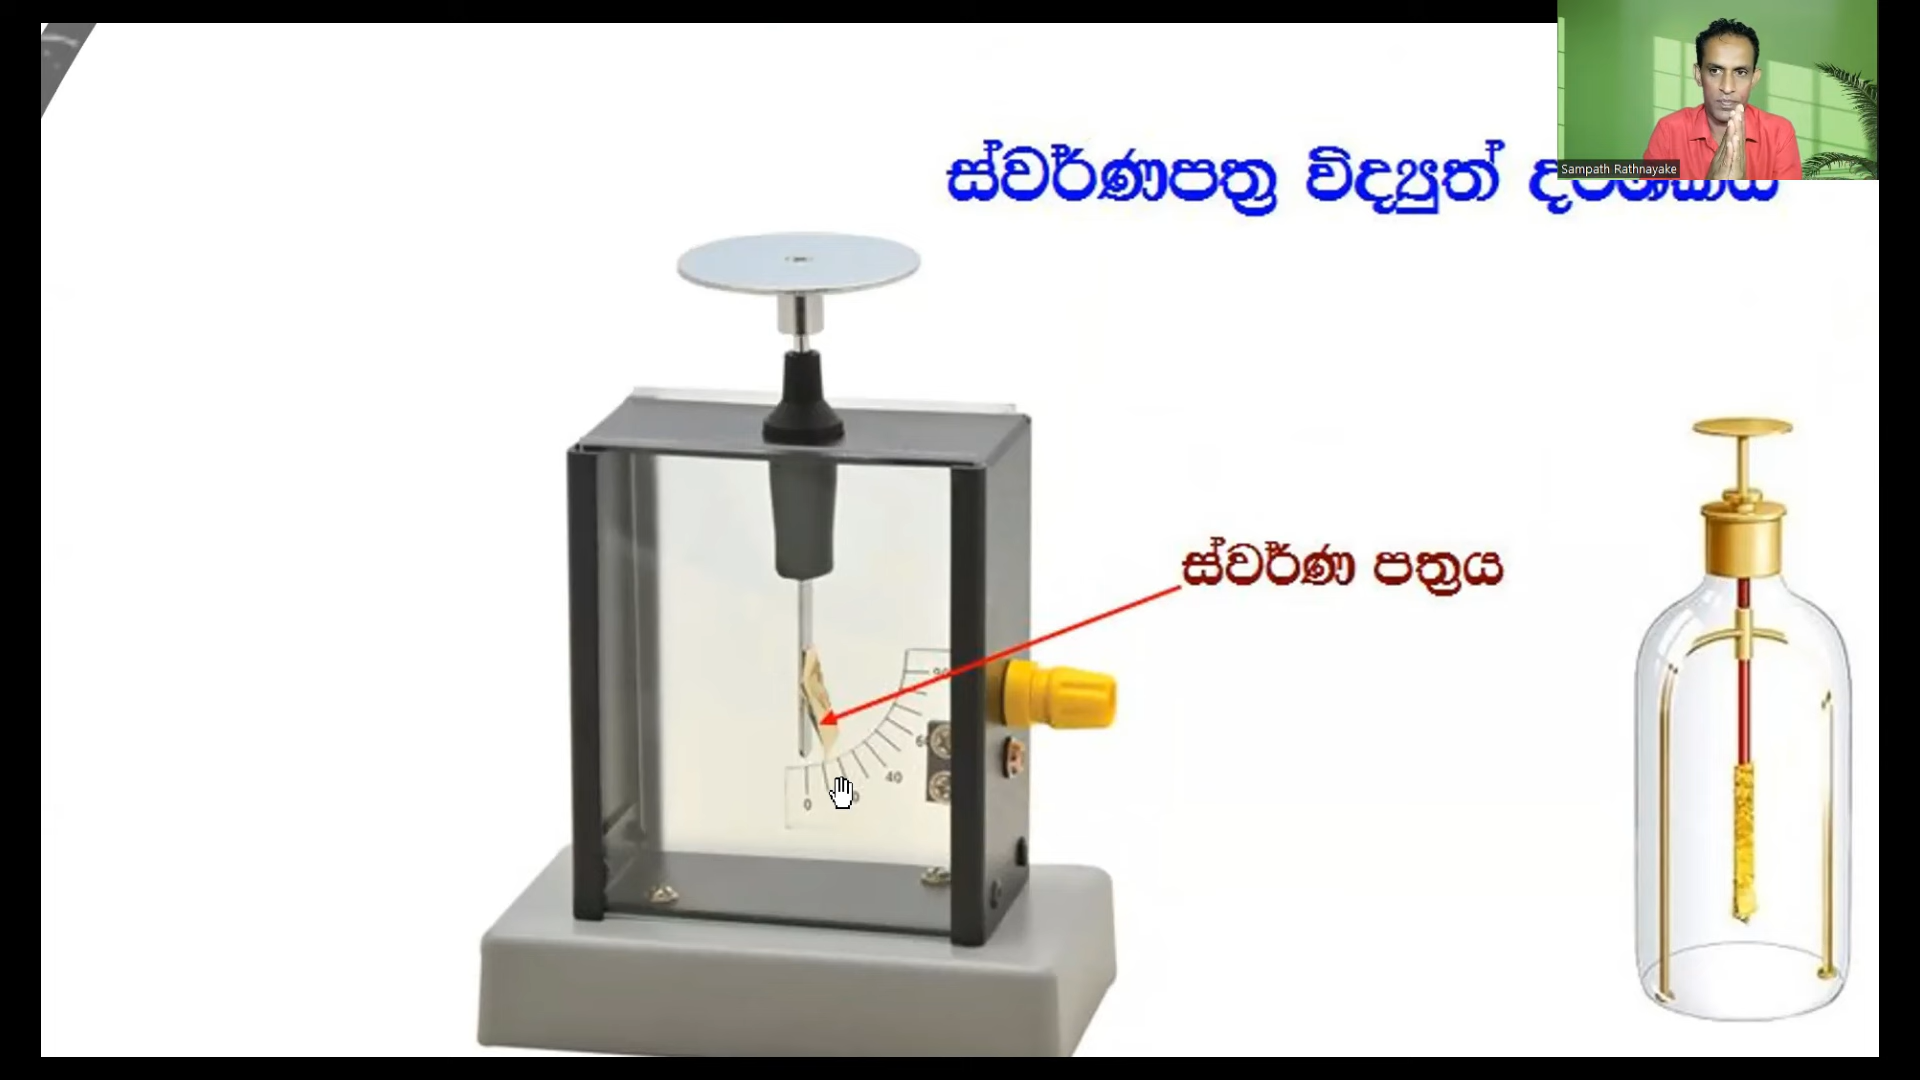 ස්වර්ණපත්‍ර විද්‍යුත්
Sampath Rathnayake
ස්වර්ණ පත්‍රය
40
0